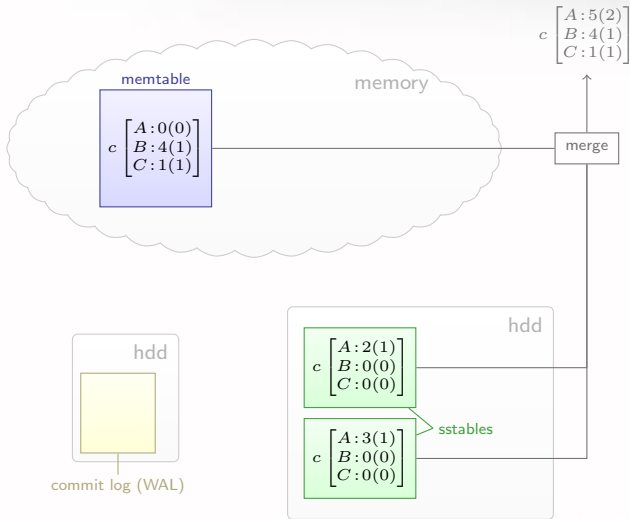 c [A:5(2)
B:4(1)
C:1(1)]
memtable
memory
c [A:0(0)
B:4(1)
C:1(1)]
merge
hdd
hdd
c [A:2(1)
B:0(0)
C:0(0)]
sstables
c [A:3(1)
B:0(0)
C:0(0)]
commit log (WAL)